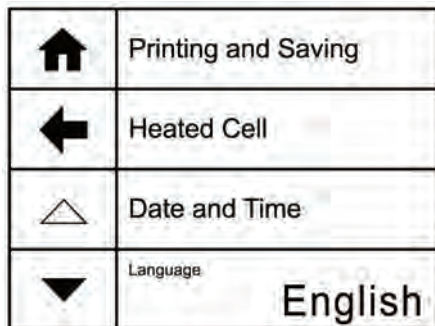 Printing and Saving
Heated Cell
Date and Time
Language
English